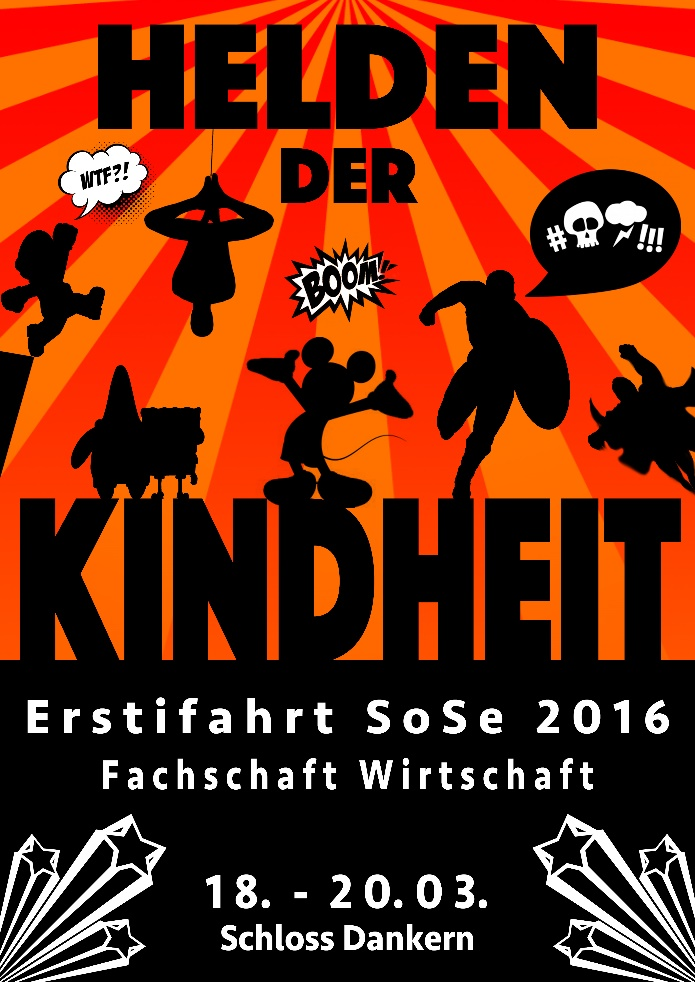 HELDEN
DER
WTF?!
# !!!
BOOM!
KINDHEIT
Erstifahrt SoSe 2016
Fachschaft Wirtschaft
18. - 20.03.
Schloss Dankern